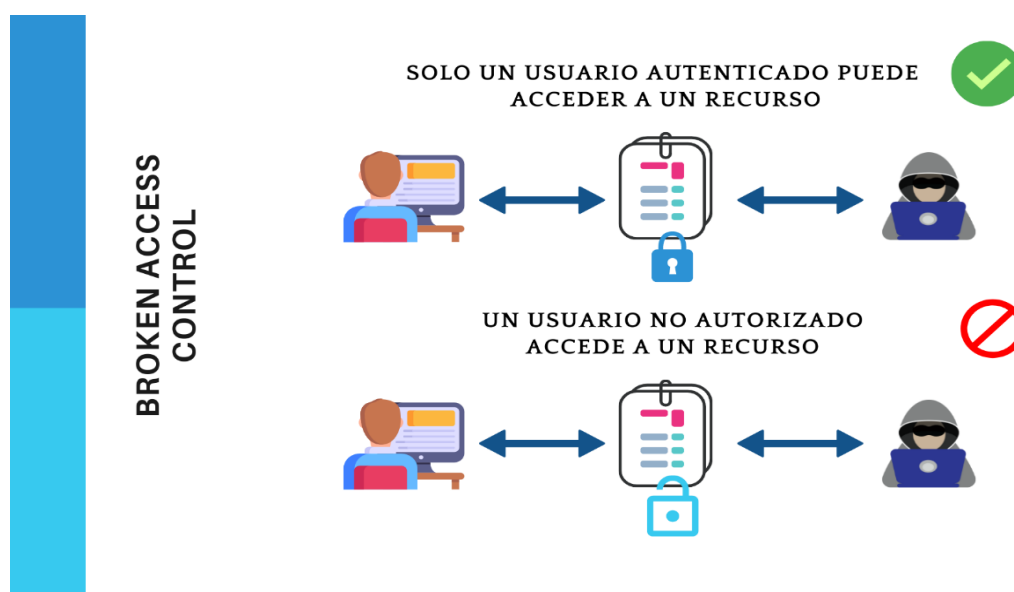 BROKEN ACCESS
CONTROL
SOLO UN USUARIO AUTENTICADO PUEDE
ACCEDER A UN RECURSO
UN USUARIO NO AUTORIZADO
ACCEDE A UN RECURSO